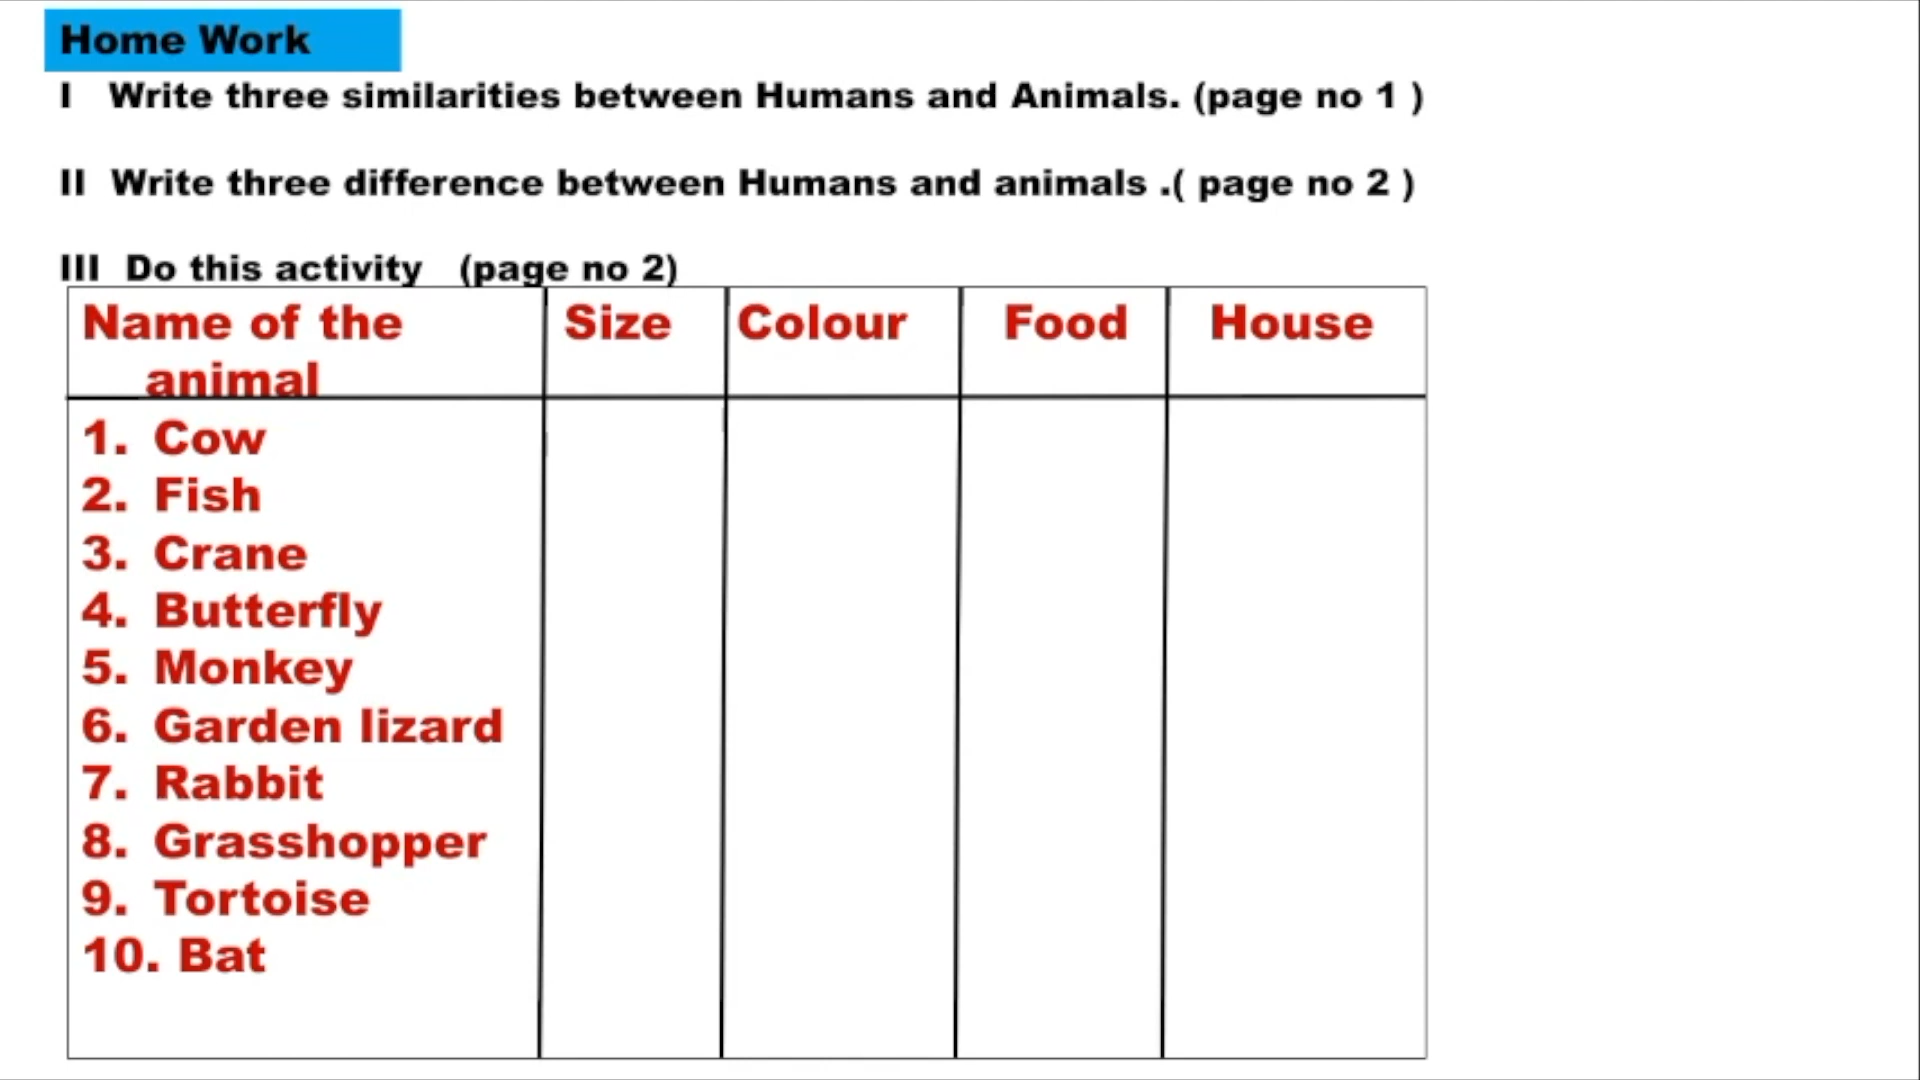 Home Work
I Write three similarities between Humans and Animals. (page no 1 )
II Write three difference between Humans and animals .( page no 2 )
III Do this activity (page no 2)
Name of the animal Size Colour Food House
1. Cow
2. Fish
3. Crane
4. Butterfly
5. Monkey
6. Garden lizard
7. Rabbit
8. Grasshopper
9. Tortoise
10. Bat